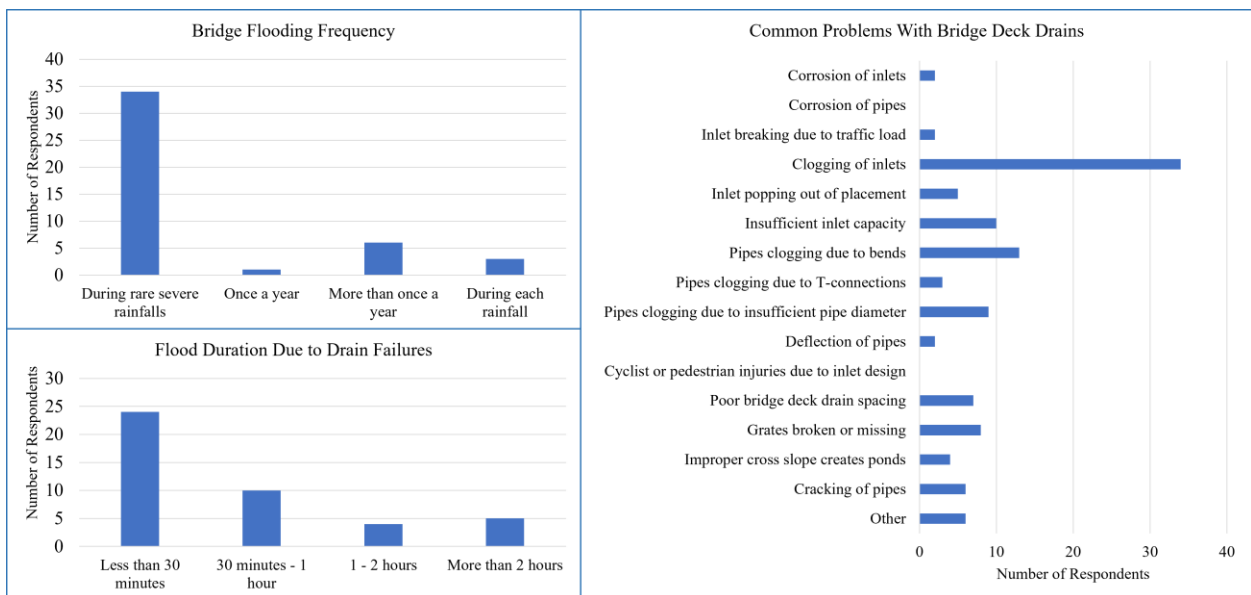 Bridge Flooding Frequency
Number of Respondents
40
35
30
25
20
15
10
5
0
During rare severe
rainfalls
Once a year
More than once a
year
During each
rainfall
Flood Duration Due to Drain Failures
Number of Respondents
30
25
20
15
10
5
0
Less than 30
minutes
30 minutes - 1
hour
1 - 2 hours
More than 2 hours
Common Problems With Bridge Deck Drains
Corrosion of inlets
Corrosion of pipes
Inlet breaking due to traffic load
Clogging of inlets
Inlet popping out of placement
Insufficient inlet capacity
Pipes clogging due to bends
Pipes clogging due to T-connections
Pipes clogging due to insufficient pipe diameter
Deflection of pipes
Cyclist or pedestrian injuries due to inlet design
Poor bridge deck drain spacing
Grates broken or missing
Improper cross slope creates ponds
Cracking of pipes
Other
0 10 20 30 40
Number of Respondents